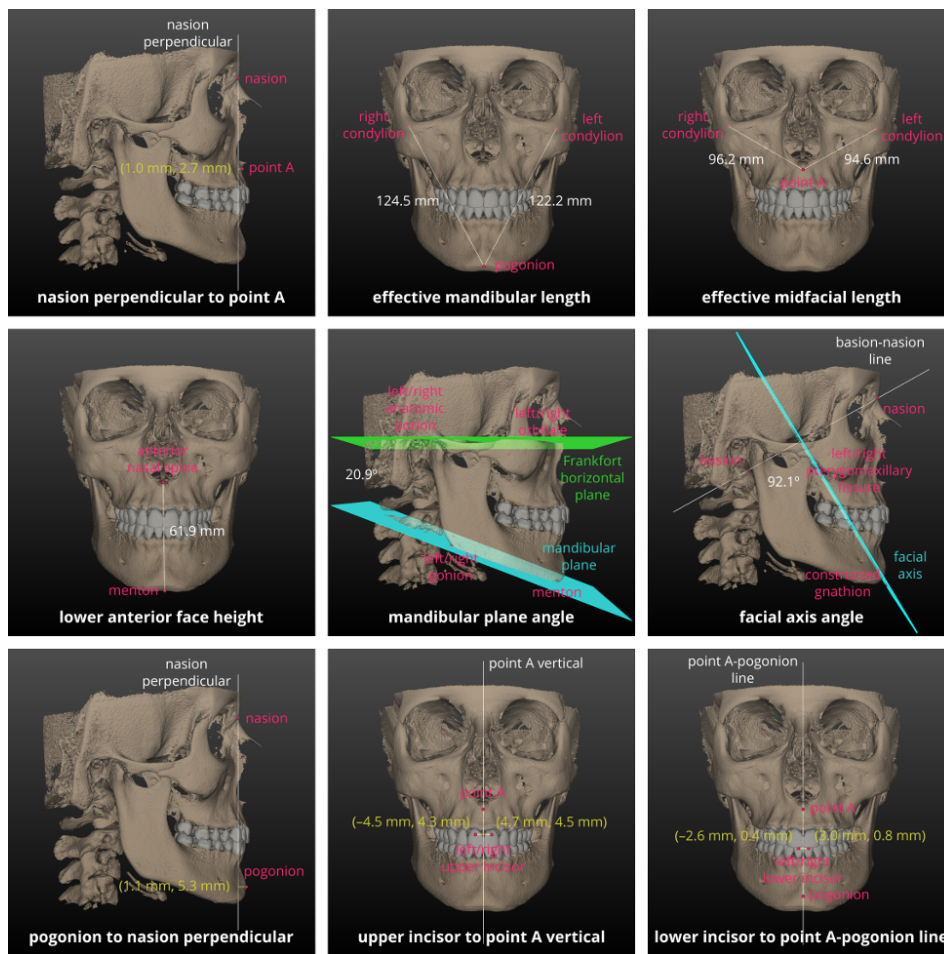 nasion
perpendicular
nasion
(1.0 mm, 2.7 mm)
point A
nasion perpendicular to point A
right
condylion
left
condylion
124.5 mm
122.2 mm
pogonion
effective mandibular length
right
condylion
left
condylion
96.2 mm
94.6 mm
point A
effective midfacial length
anterior
nasal spine
61.9 mm
menton
lower anterior face height
left/right
anatomic
porion
left/right
orbitale
Frankfort
horizontal
plane
20.9°
mandibular
plane
left/right
gonion
menton
mandibular plane angle
basion-nasion
line
nasion
basion
left/right
pterygomaxillary
fissure
92.1°
facial
axis
constructed
gnathion
facial axis angle
nasion
perpendicular
nasion
pogonion
(1.1 mm, 5.3 mm)
pogonion to nasion perpendicular
point A vertical
point A
(–4.5 mm, 4.3 mm)
(4.7 mm, 4.5 mm)
left/right
upper incisor
upper incisor to point A vertical
point A-pogonion
line
point A
(–2.6 mm, 0.4 mm)
(3.0 mm, 0.8 mm)
left/right
lower incisor
pogonion
lower incisor to point A-pogonion line